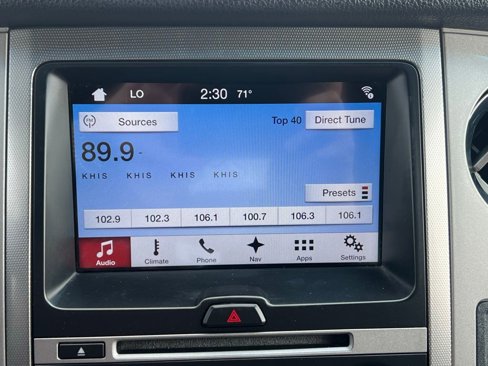 LO 2:30 71°
FM Sources Top 40 Direct Tune
89.9
KHIS KHIS KHIS KHIS
Presets
102.9 102.3 106.1 100.7 106.3 106.1
Audio Climate Phone Nav Apps Settings